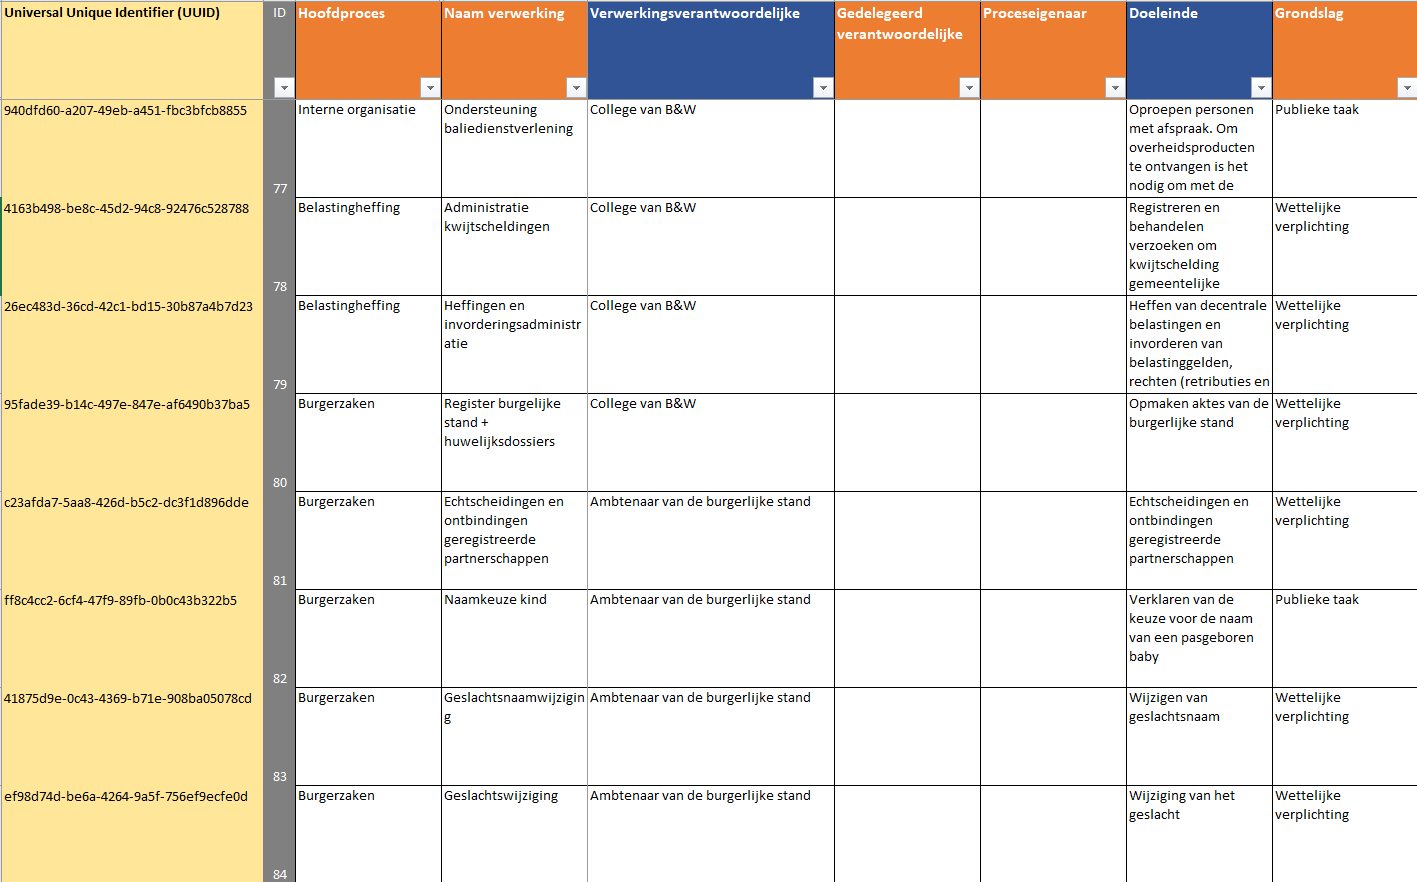 Universal Unique Identifier (UUID)
ID
Hoofdproces
Naam verwerking
Verwerkingsverantwoordelijke
Gedelegeerd
verantwoordelijke
Proceseigenaar
Doeleinde
Grondslag
940dfd60-a207-49eb-a451-fbc3bfcb8855
77
Interne organisatie
Ondersteuning
baliedienstverlening
College van B&W
Oproepen personen
met afspraak. Om
overheidsproducten
te ontvangen is het
nodig om met de
Publieke taak
4163b498-be8c-45d2-94c8-92476c528788
78
Belastingheffing
Administratie
kwijtscheldingen
College van B&W
Registreren en
behandelen
verzoeken om
kwijtschelding
gemeentelijke
Wettelijke
verplichting
26ec483d-36cd-42c1-bd15-30b87a4b7d23
79
Belastingheffing
Heffingen en
invorderingsadministr
atie
College van B&W
Heffen van decentrale
belastingen en
invorderen van
belastinggelden,
rechten (retributies en
Wettelijke
verplichting
95fade39-b14c-497e-847e-af6490b37ba5
80
Burgerzaken
Register burgelijke
stand +
huwelijksdossiers
College van B&W
Opmaken aktes van de
burgerlijke stand
Wettelijke
verplichting
c23afda7-5aa8-426d-b5c2-dc3f1d896dde
81
Burgerzaken
Echtscheidingen en
ontbindingen
geregistreerde
partnerschappen
Ambtenaar van de burgerlijke stand
Echtscheidingen en
ontbindingen
geregistreerde
partnerschappen
Wettelijke
verplichting
ff8c4cc2-6cf4-47f9-89fb-0b0c43b322b5
82
Burgerzaken
Naamkeuze kind
Ambtenaar van de burgerlijke stand
Verklaren van de
keuze voor de naam
van een pasgeboren
baby
Publieke taak
41875d9e-0c43-4369-b71e-908ba05078cd
83
Burgerzaken
Geslachtsnaamwijzigin
g
Ambtenaar van de burgerlijke stand
Wijzigen van
geslachtsnaam
Wettelijke
verplichting
ef98d74d-be6a-4264-9a5f-756ef9ecfe0d
84
Burgerzaken
Geslachtswijziging
Ambtenaar van de burgerlijke stand
Wijziging van het
geslacht
Wettelijke
verplichting